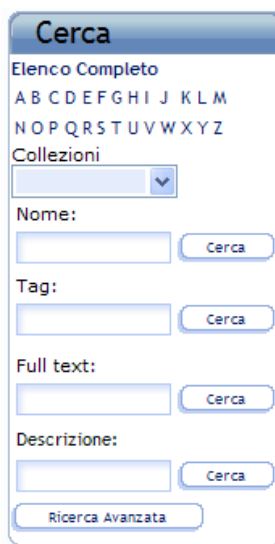 Cerca
Elenco Completo
A B C D E F G H I J K L M
N O P Q R S T U V W X Y Z
Collezioni
Nome:
Cerca
Tag:
Cerca
Full text:
Cerca
Descrizione:
Cerca
Ricerca Avanzata